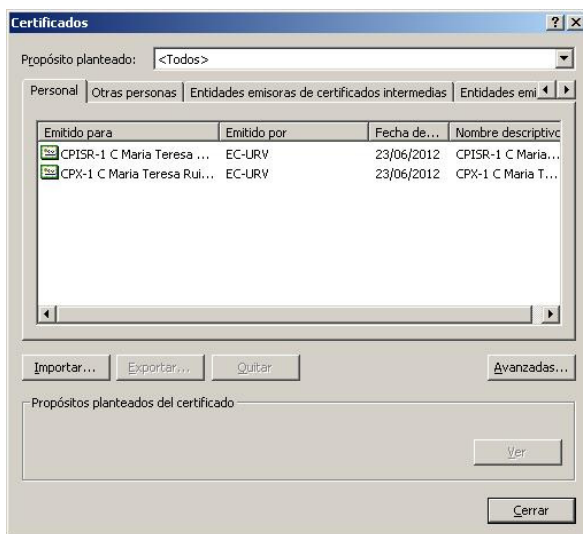 Certificados
Propósito planteado: <Todos>
Personal Otras personas Entidades emisoras de certificados intermedias Entidades emi
Emitido para Emitido por Fecha de... Nombre descriptivo
CPISR-1 C Maria Teresa ... EC-URV 23/06/2012 CPISR-1 C Maria...
CPX-1 C Maria Teresa Rui... EC-URV 23/06/2012 CPX-1 C Maria T...
Importar... Exportar... Quitar Avanzadas...
Propósitos planteados del certificado
Ver
Cerrar